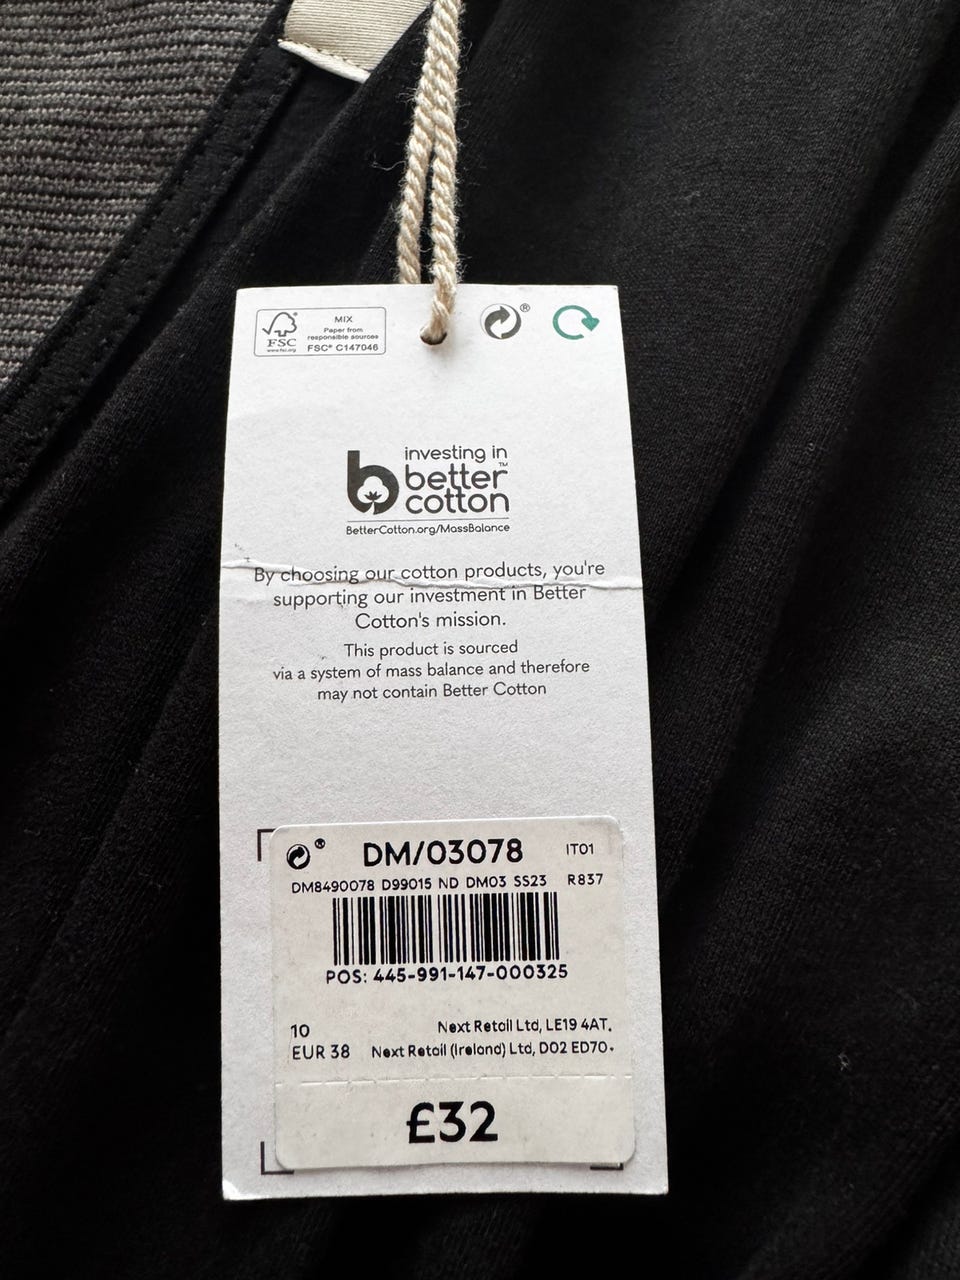 FSC
www.fsc.org
MIX
Paper from
responsible sources
FSC® C147046
®
investing in
better™
cotton
BetterCotton.org/MassBalance
By choosing our cotton products, you're
supporting our investment in Better
Cotton's mission.
This product is sourced
via a system of mass balance and therefore
may not contain Better Cotton
® DM/03078 IT01
DM8490078 D99015 ND DM03 SS23 R837
POS: 445-991-147-000325
10 Next Retail Ltd, LE19 4AT.
EUR 38 Next Retail (Ireland) Ltd, D02 ED70.
£32